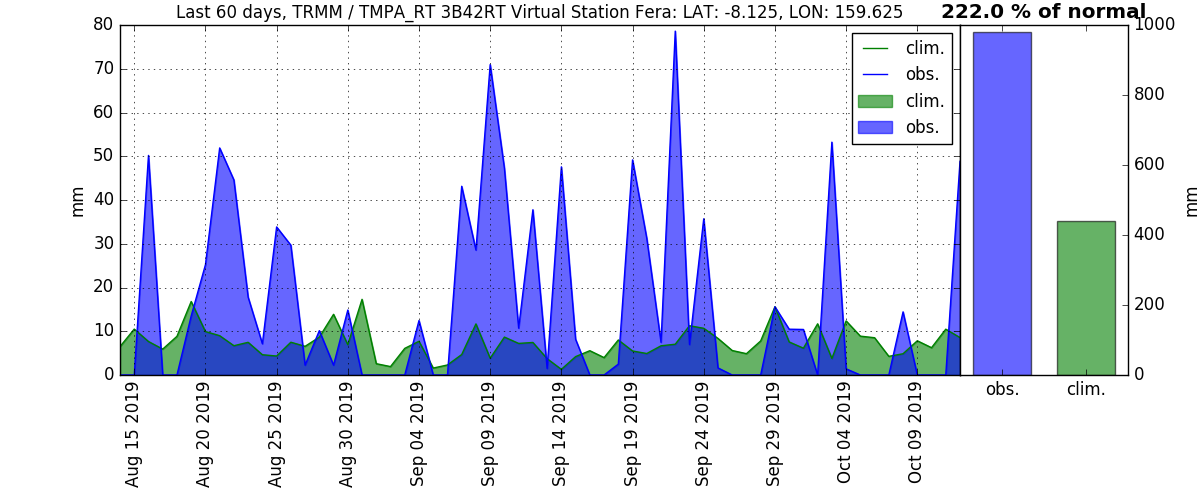 Last 60 days, TRMM / TMPA_RT 3B42RT Virtual Station Fera: LAT: -8.125, LON: 159.625
222.0 % of normal
80
70
60
50
40
30
20
10
0
mm
clim.
obs.
clim.
obs.
1000
800
600
400
200
0
mm
obs.
clim.
Aug 15 2019
Aug 20 2019
Aug 25 2019
Aug 30 2019
Sep 04 2019
Sep 09 2019
Sep 14 2019
Sep 19 2019
Sep 24 2019
Sep 29 2019
Oct 04 2019
Oct 09 2019